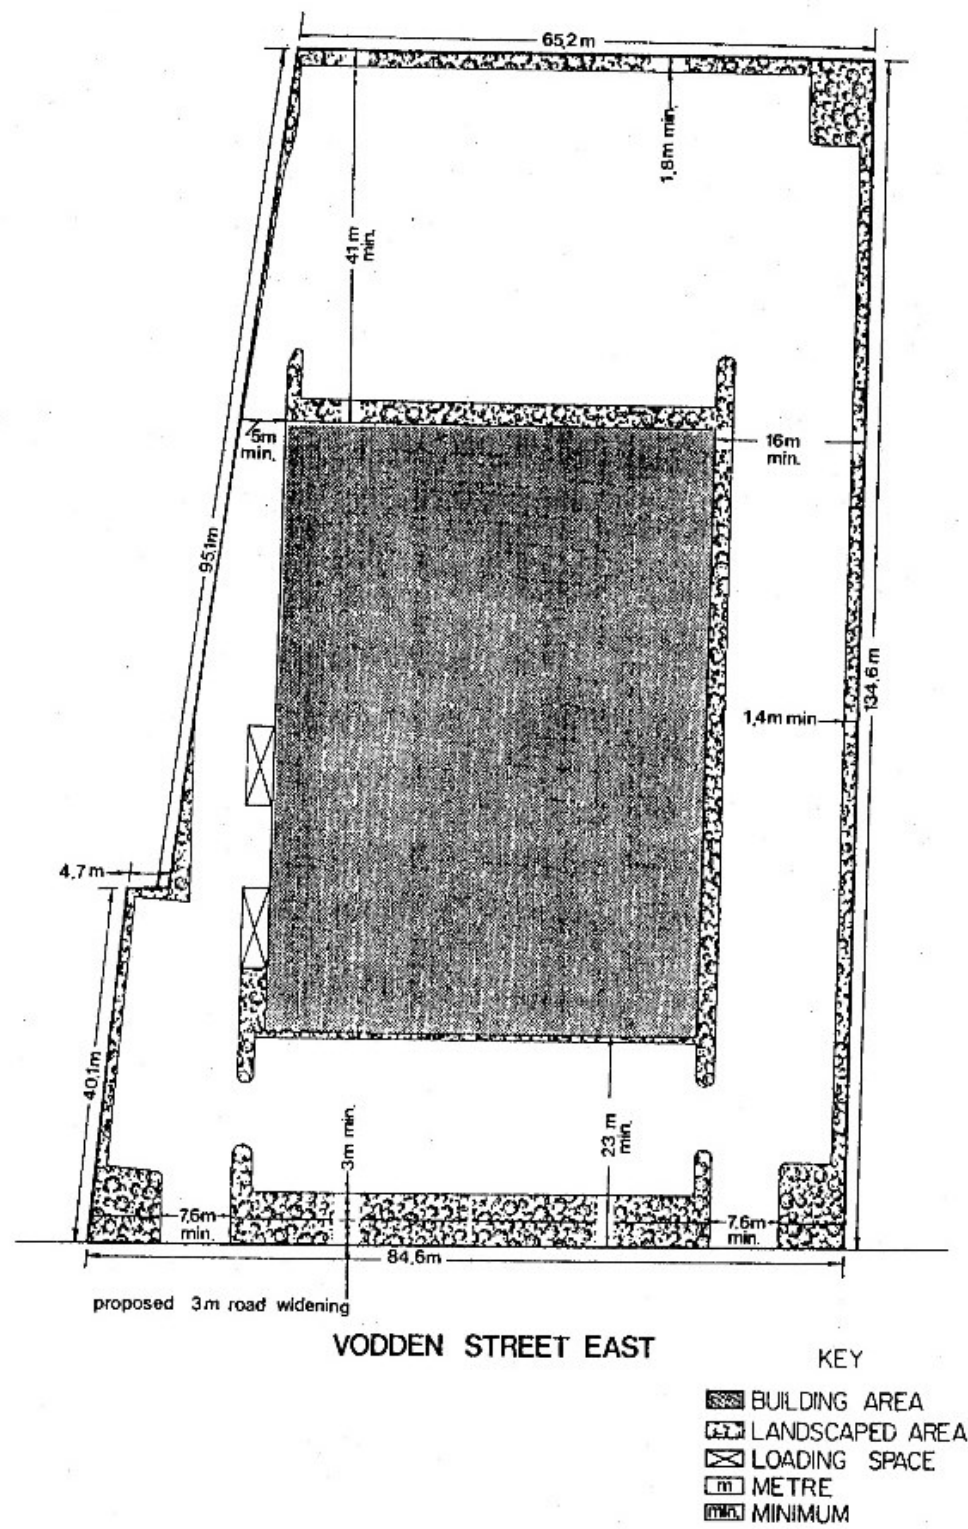 65,2m
1,8m min.
41m
min.
5m
min.
16m
min.
95,1m
134,6m
1,4m min
4,7m
40,1m
3m min.
23 m
min.
7,6m
min.
7,6m
min.
84,6m
proposed 3m road widening
VODDEN STREET EAST
KEY
BUILDING AREA
LANDSCAPED AREA
LOADING SPACE
m METRE
min. MINIMUM